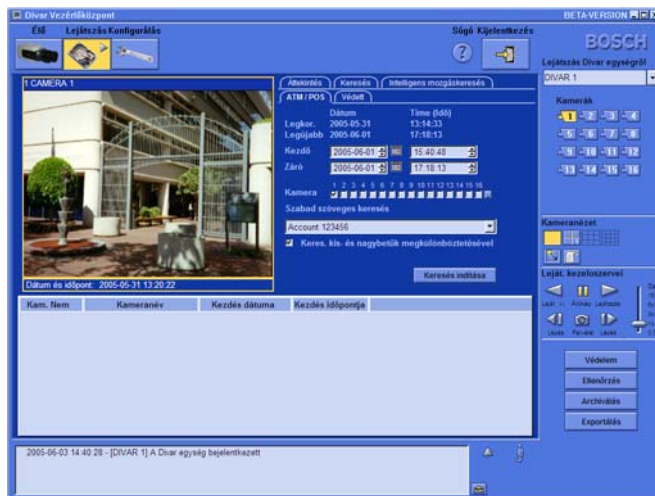 Divar Vezérlőközpont
BETA-VERSION
Élő Lejátszás Konfigurálás
Súgó Kijelentkezés
BOSCH
Lejátszás Divar egységről
DIVAR 1
1 CAMERA 1
Áttekintés Keresés Intelligens mozgáskeresés
ATM / POS Védett
Dátum Time (Idő)
Legkor. 2005-05-31 13:14:33
Legújabb 2005-06-01 17:18:13
Kezdő 2005-06-01 15:40:48
Záró 2005-06-01 17:18:13
Kamera 1 2 3 4 5 6 7 8 9 10 11 12 13 14 15 16
Szabad szöveges keresés
Account 123456
Keres. kis- és nagybetűk megkülönböztetésével
Keresés indítása
Dátum és időpont: 2005-05-31 13:20:22
Kamerák
1 2 3 4
5 6 7 8
9 10 11 12
13 14 15 16
Kameranézet
Leját. kezelőszervei
Kam. Nem Kameranév Kezdés dátuma Kezdés időpontja
Védelem
Ellenőrzés
Archiválás
Exportálás
2005-06-03 14:40:28 - [DIVAR 1] A Divar egység bejelentkezett